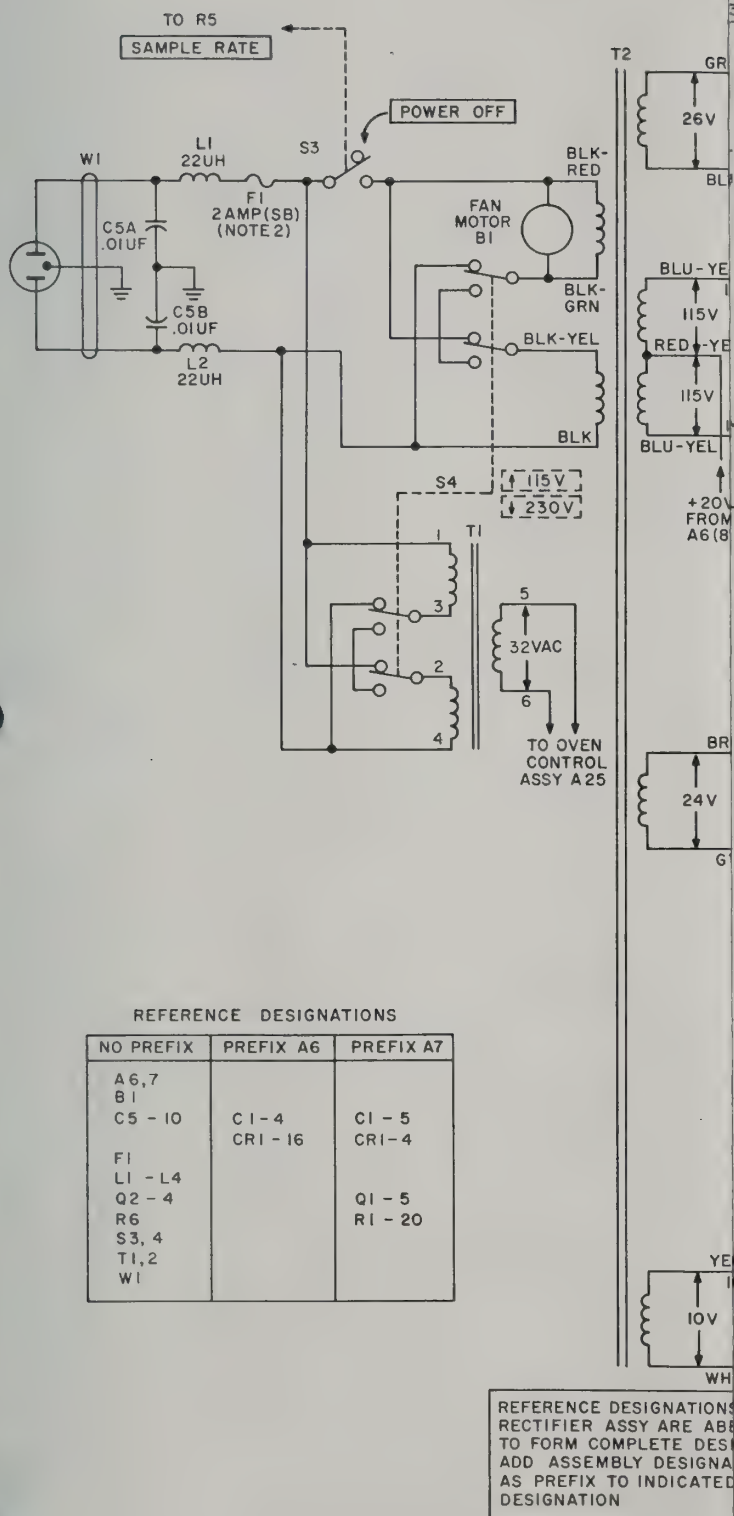 TO R5
SAMPLE RATE
T2
GR
POWER OFF
26V
W1
L1
22UH
S3
BLK-
RED
F1
2AMP(SB)
(NOTE 2)
FAN
MOTOR
B1
C5A
.01UF
BLU-YE
BLK-
GRN
115V
C5B
.01UF
BLK-YEL
RED-YE
L2
22UH
115V
BLK
BLU-YEL
S4
↑ 115V
↓ 230V
+20V
FROM
A6(8
T1
1
3
5
32VAC
2
6
4
TO OVEN
CONTROL
ASSY A25
BR
24V
REFERENCE DESIGNATIONS
NO PREFIX PREFIX A6 PREFIX A7
A6,7
B1
C5 - 10 C1-4 C1 - 5
CR1 - 16 CR1-4
F1
L1 - L4
Q2 - 4 Q1 - 5
R6 R1 - 20
S3, 4
T1,2
W1
10V
WH
REFERENCE DESIGNATIONS
RECTIFIER ASSY ARE AB
TO FORM COMPLETE DESI
ADD ASSEMBLY DESIGNA
AS PREFIX TO INDICATED
DESIGNATION